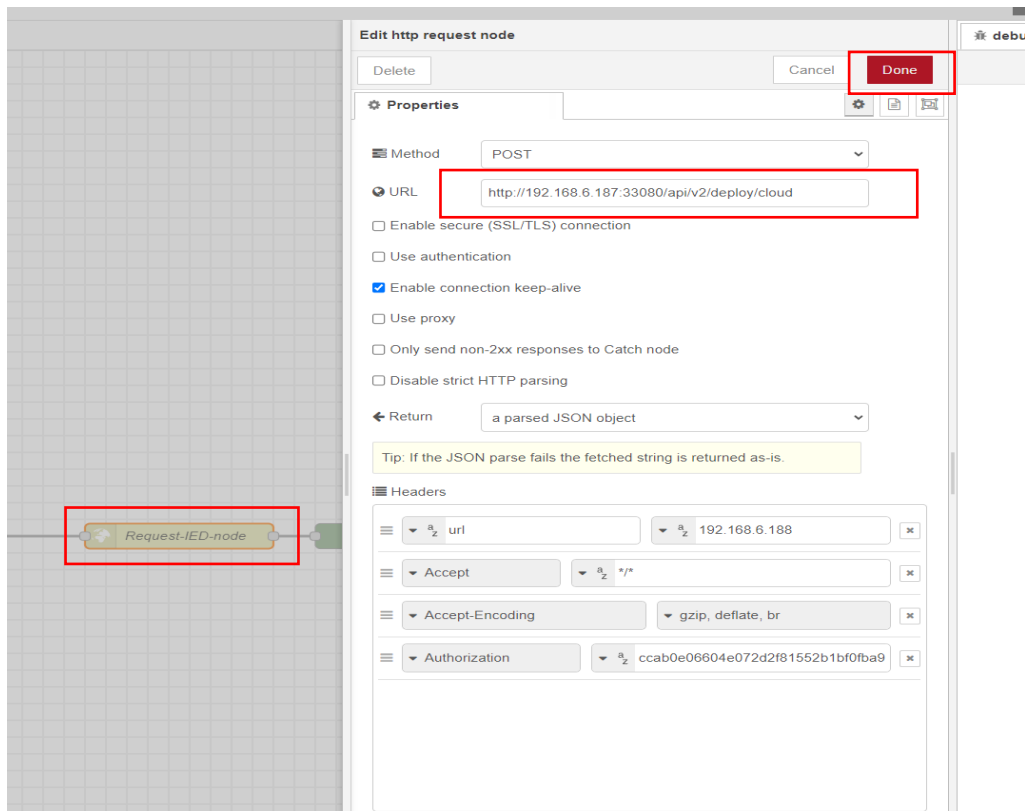 Edit http request node
debu
Delete
Cancel
Done
Properties
Method
POST
URL
http://192.168.6.187:33080/api/v2/deploy/cloud
Enable secure (SSL/TLS) connection
Use authentication
Enable connection keep-alive
Use proxy
Only send non-2xx responses to Catch node
Disable strict HTTP parsing
Return
a parsed JSON object
Tip: If the JSON parse fails the fetched string is returned as-is.
Headers
Request-IED-node
az url
az 192.168.6.188
Accept
az */*
Accept-Encoding
gzip, deflate, br
Authorization
az ccab0e06604e072d2f81552b1bf0fba9